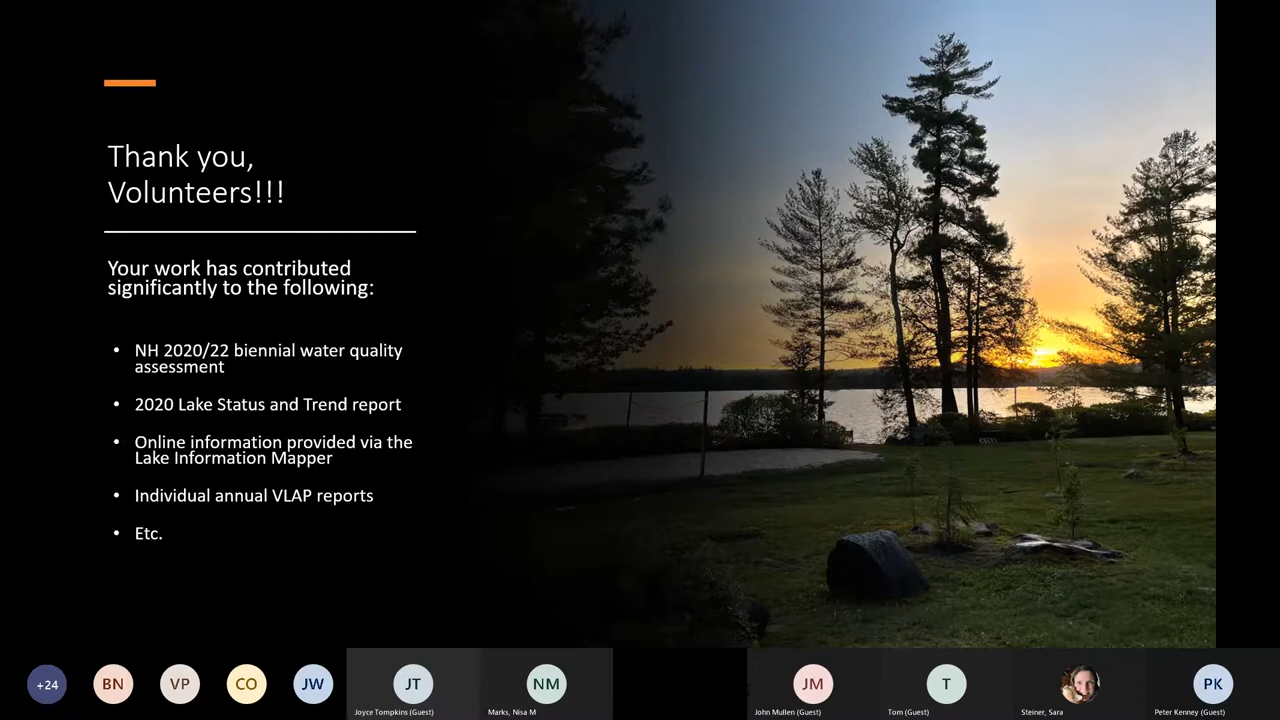 Thank you,
Volunteers!!!
Your work has contributed
significantly to the following:
• NH 2020/22 biennial water quality
assessment
• 2020 Lake Status and Trend report
• Online information provided via the
Lake Information Mapper
• Individual annual VLAP reports
• Etc.
+24
BN
VP
CO
JW
JT
NM
JM
T
PK
Joyce Tompkins (Guest)
Marks, Nisa M
John Mullen (Guest)
Tom (Guest)
Steiner, Sara
Peter Kenney (Guest)